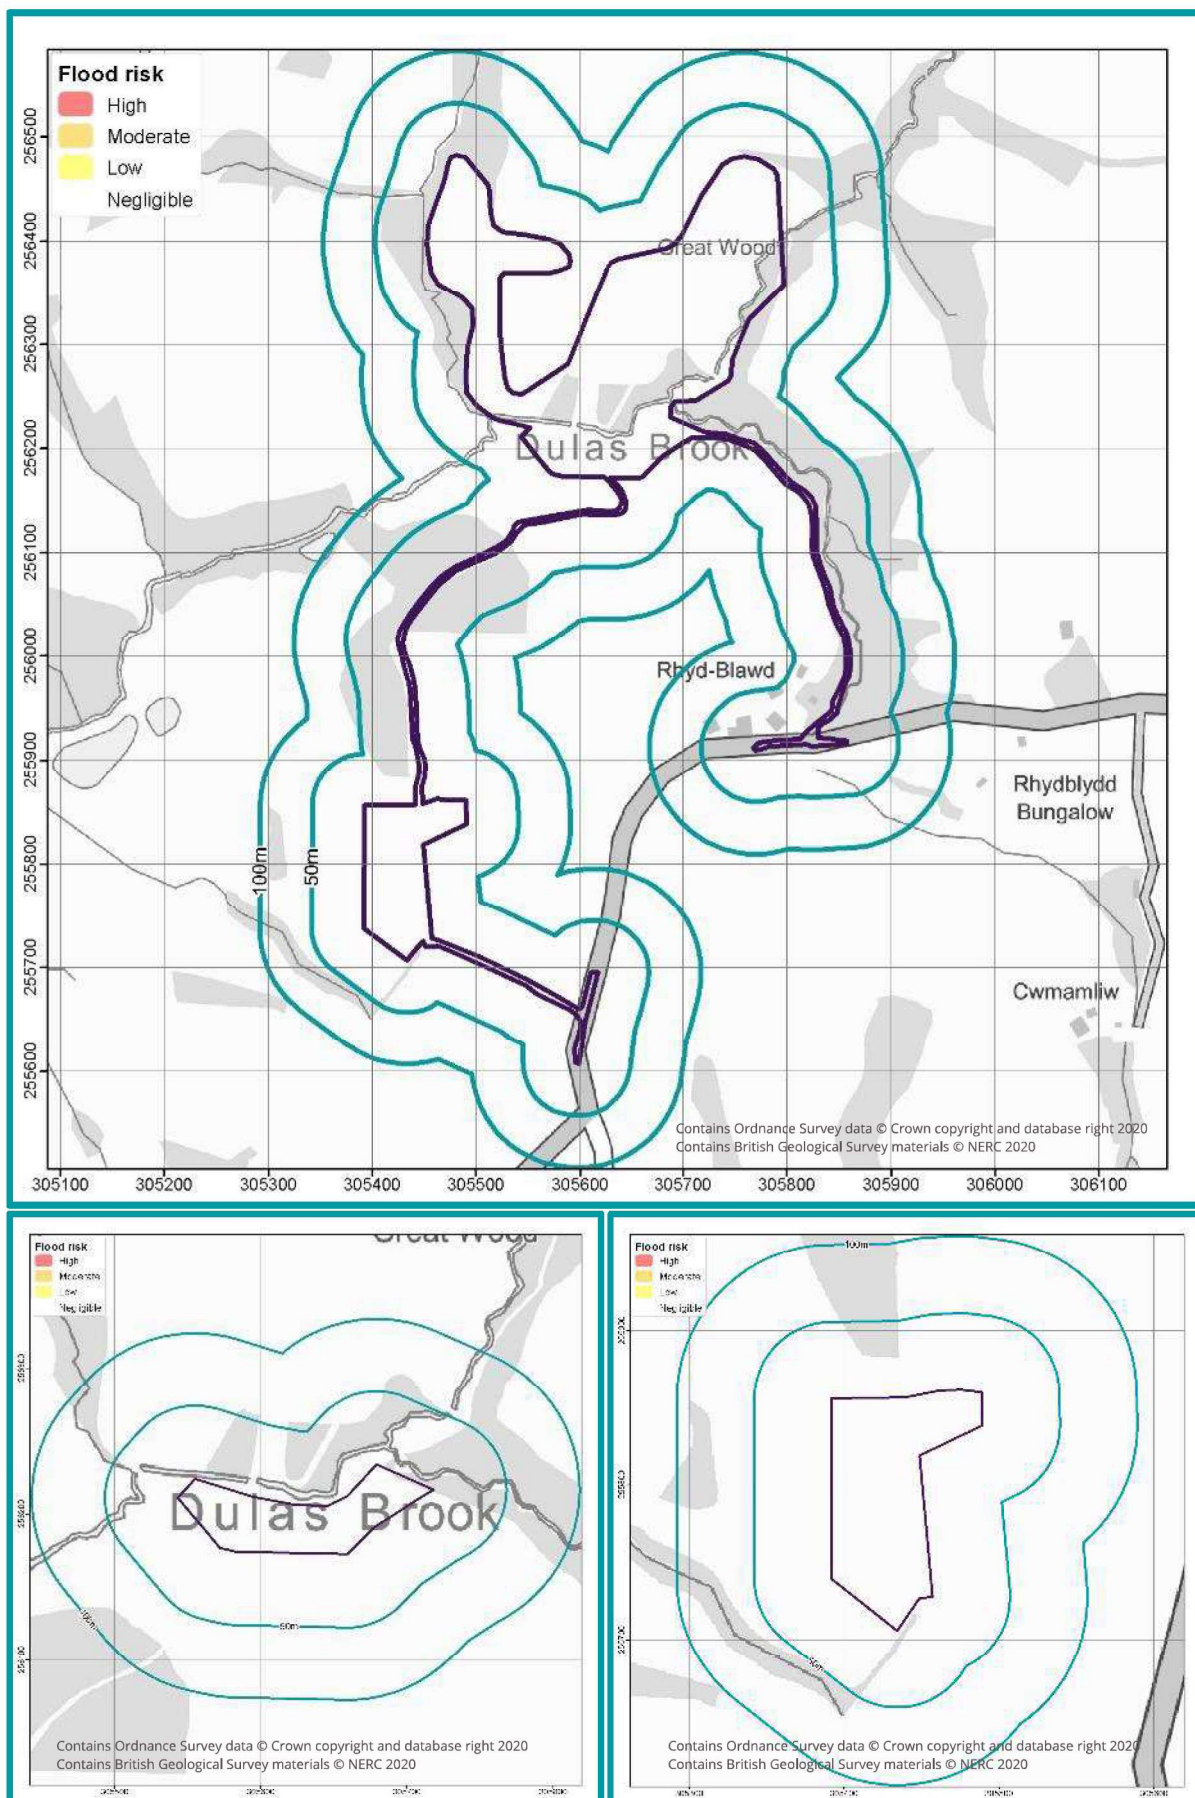 Flood risk
High
Moderate
Low
Negligible
256500
256400
256300
256200
256100
256000
255900
255800
255700
255600
Great Wood
Dulas Brook
Rhyd-Blawd
Rhydblydd
Bungalow
100m
50m
Cwmamliw
Contains Ordnance Survey data © Crown copyright and database right 2020
Contains British Geological Survey materials © NERC 2020
305100 305200 305300 305400 305500 305600 305700 305800 305900 306000 306100
Flood risk
High
Moderate
Low
Negligible
Great Wood
Dulas Brook
100m
50m
Contains Ordnance Survey data © Crown copyright and database right 2020
Contains British Geological Survey materials © NERC 2020
Flood risk
High
Moderate
Low
Negligible
100m
50m
Contains Ordnance Survey data © Crown copyright and database right 2020
Contains British Geological Survey materials © NERC 2020